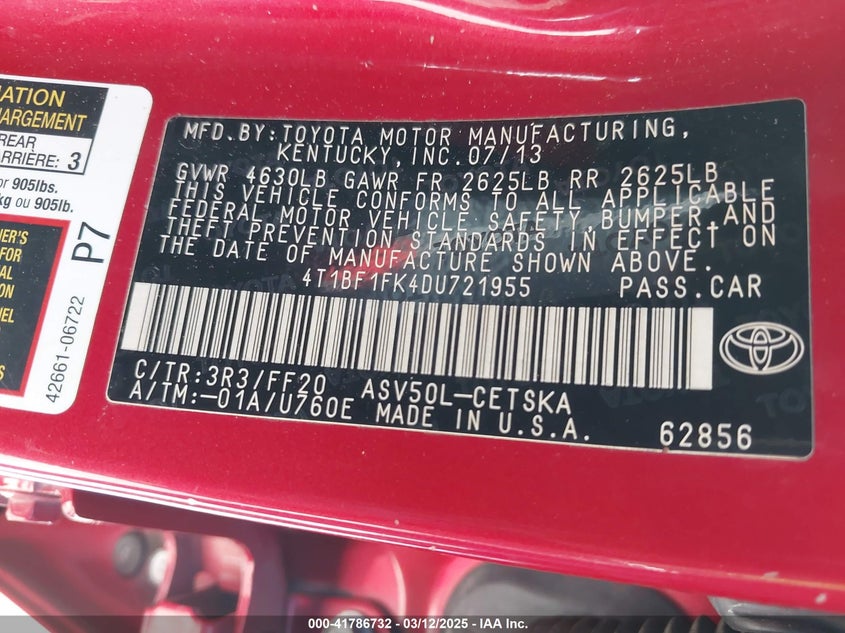 MATION
CHARGEMENT
REAR
ARRIÈRE: 3
or 905lbs.
kg ou 905lb.
P7
42661-06722
MFD.BY:TOYOTA MOTOR MANUFACTURING,
KENTUCKY, INC.07/13
GVWR 4630LB GAWR FR 2625LB RR 2625LB
THIS VEHICLE CONFORMS TO ALL APPLICABLE
FEDERAL MOTOR VEHICLE SAFETY,BUMPER,AND
THEFT PREVENTION STANDARDS IN EFFECT ON
THE DATE OF MANUFACTURE SHOWN ABOVE.
4T1BF1FK4DU721955 PASS.CAR
C/TR:3R3/FF20 ASV50L-CETSKA
A/TM:-01A/U760E MADE IN U.S.A.
62856
000-41786732 — 03/12/2025 — IAA Inc.